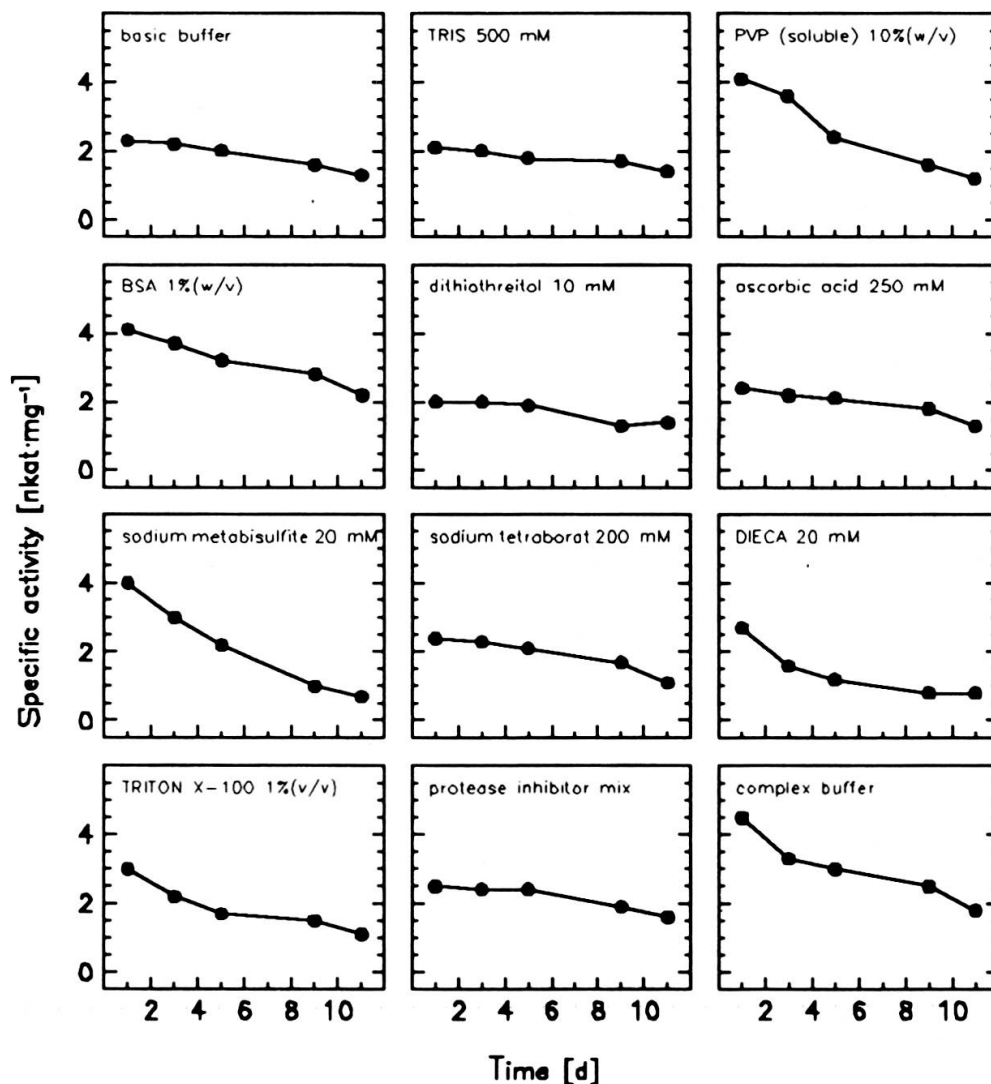 basic buffer
TRIS 500 mM
PVP (soluble) 10%(w/v)
4
2
0
BSA 1%(w/v)
dithiothreitol 10 mM
ascorbic acid 250 mM
4
2
0
sodium metabisulfite 20 mM
sodium tetraborat 200 mM
DIECA 20 mM
4
2
0
TRITON X-100 1%(v/v)
protease inhibitor mix
complex buffer
4
2
0
2 4 6 8 10
2 4 6 8 10
2 4 6 8 10
Specific activity [nkat·mg⁻¹]
Time [d]